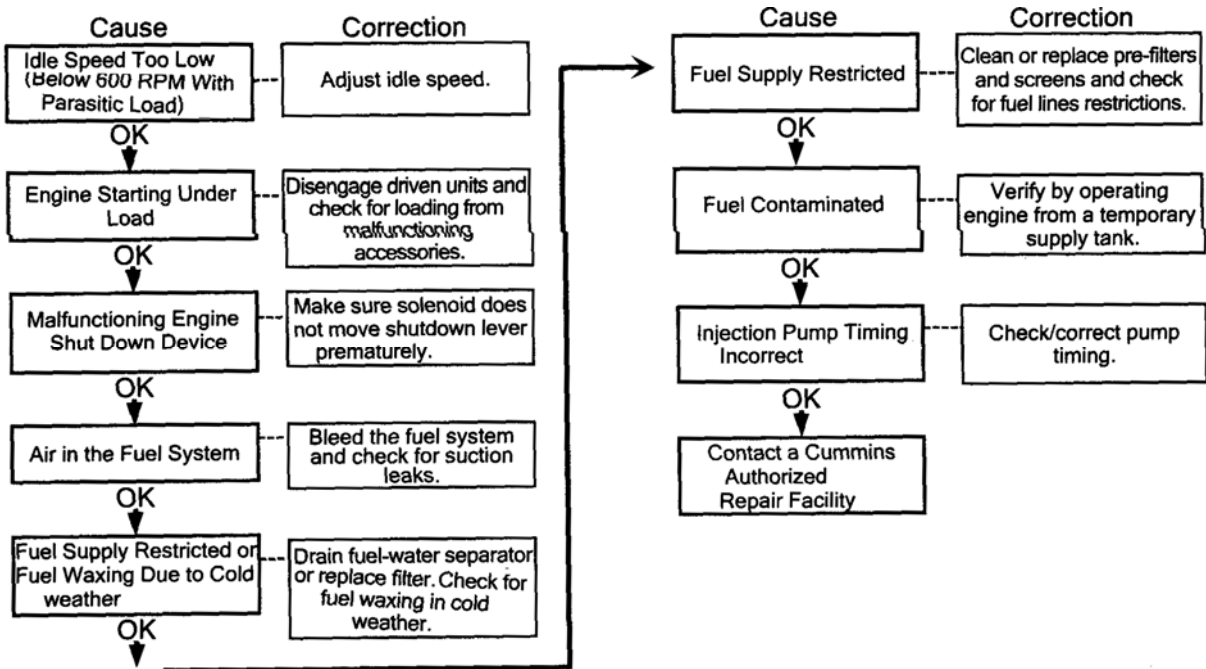 Cause
Correction
Idle Speed Too Low
(Below 600 RPM With
Parasitic Load)
Adjust idle speed.
OK
Engine Starting Under
Load
Disengage driven units and
check for loading from
malfunctioning
accessories.
OK
Malfunctioning Engine
Shut Down Device
Make sure solenoid does
not move shutdown lever
prematurely.
OK
Air in the Fuel System
Bleed the fuel system
and check for suction
leaks.
OK
Fuel Supply Restricted or
Fuel Waxing Due to Cold
weather
Drain fuel-water separator
or replace filter. Check for
fuel waxing in cold
weather.
OK
Cause
Correction
Fuel Supply Restricted
Clean or replace pre-filters
and screens and check
for fuel lines restrictions.
OK
Fuel Contaminated
Verify by operating
engine from a temporary
supply tank.
OK
Injection Pump Timing
Incorrect
Check/correct pump
timing.
OK
Contact a Cummins
Authorized
Repair Facility